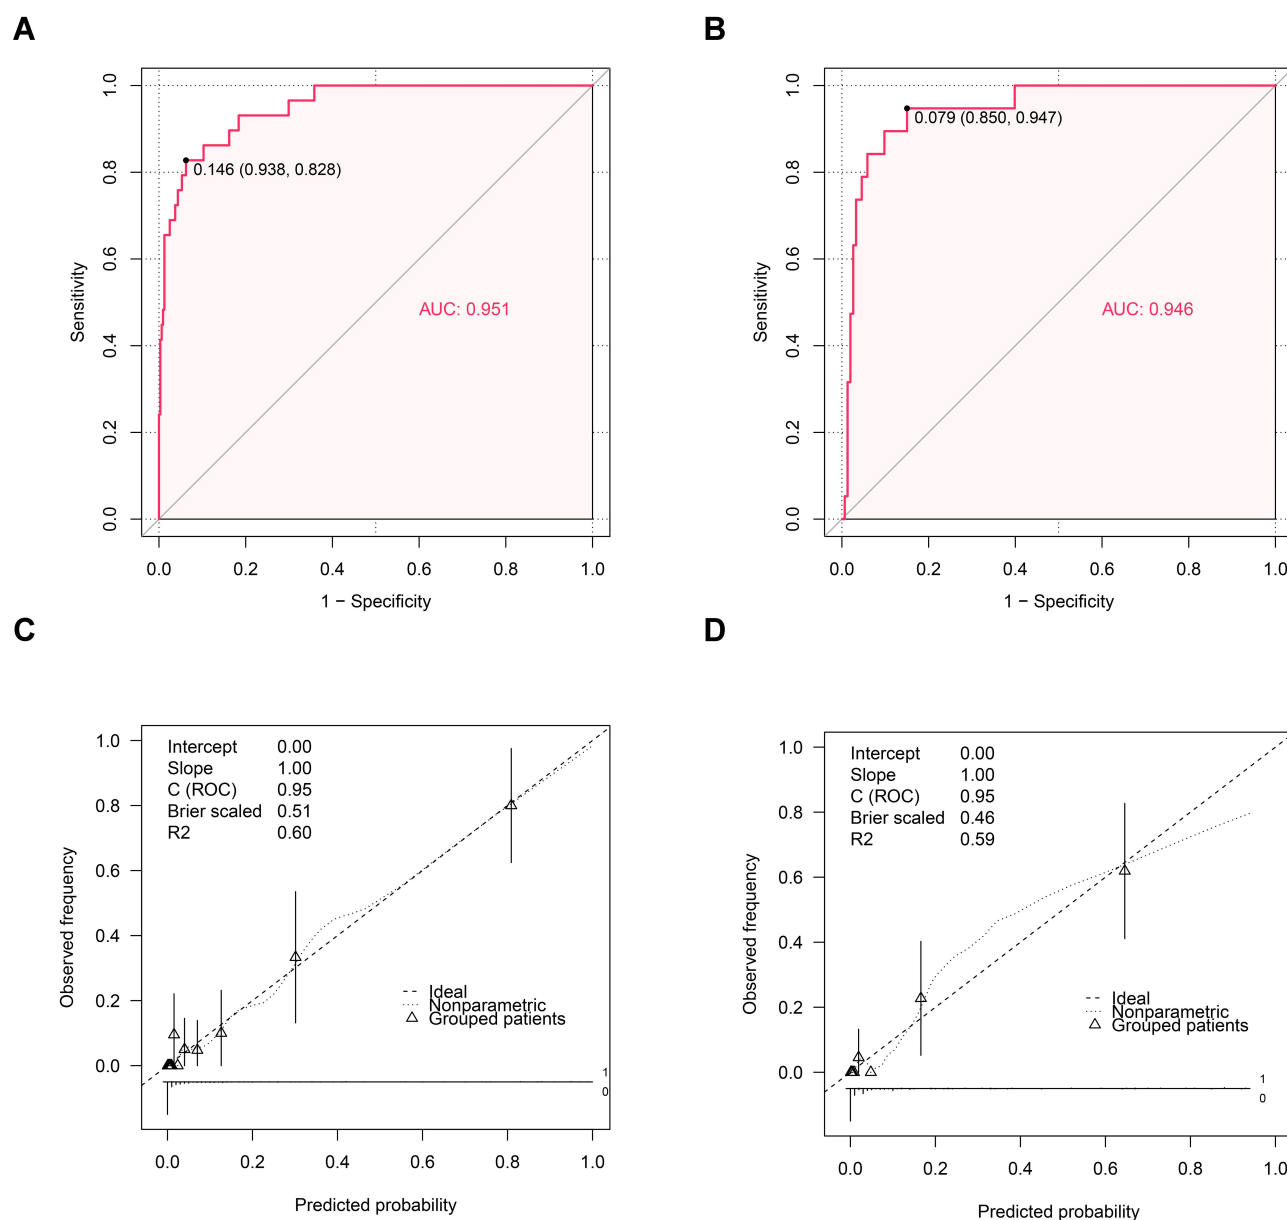 A
B
1.0
0.8
0.6
0.4
0.2
0.0
Sensitivity
0.146 (0.938, 0.828)
AUC: 0.951
0.0 0.2 0.4 0.6 0.8 1.0
1 − Specificity
1.0
0.8
0.6
0.4
0.2
0.0
Sensitivity
0.079 (0.850, 0.947)
AUC: 0.946
0.0 0.2 0.4 0.6 0.8 1.0
1 − Specificity
C
D
1.0
0.8
0.6
0.4
0.2
0.0
Observed frequency
Intercept 0.00
Slope 1.00
C (ROC) 0.95
Brier scaled 0.51
R2 0.60
Ideal
Nonparametric
Grouped patients
1
0
0.0 0.2 0.4 0.6 0.8 1.0
Predicted probability
1.0
0.8
0.6
0.4
0.2
0.0
Observed frequency
Intercept 0.00
Slope 1.00
C (ROC) 0.95
Brier scaled 0.46
R2 0.59
Ideal
Nonparametric
Grouped patients
1
0
0.0 0.2 0.4 0.6 0.8 1.0
Predicted probability